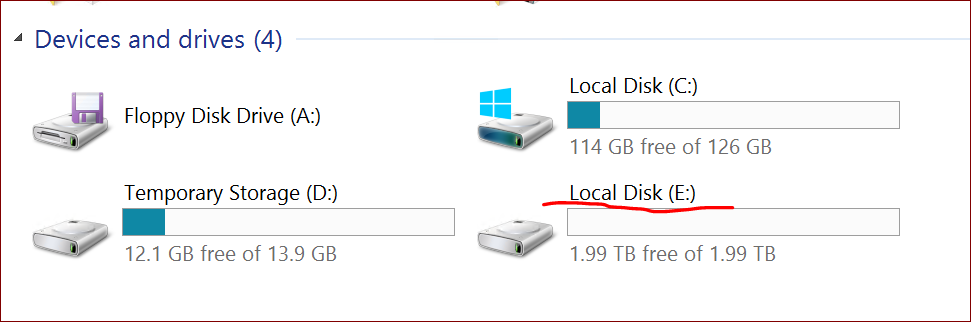 Devices and drives (4)
Floppy Disk Drive (A:)
Local Disk (C:)
114 GB free of 126 GB
Temporary Storage (D:)
12.1 GB free of 13.9 GB
Local Disk (E:)
1.99 TB free of 1.99 TB